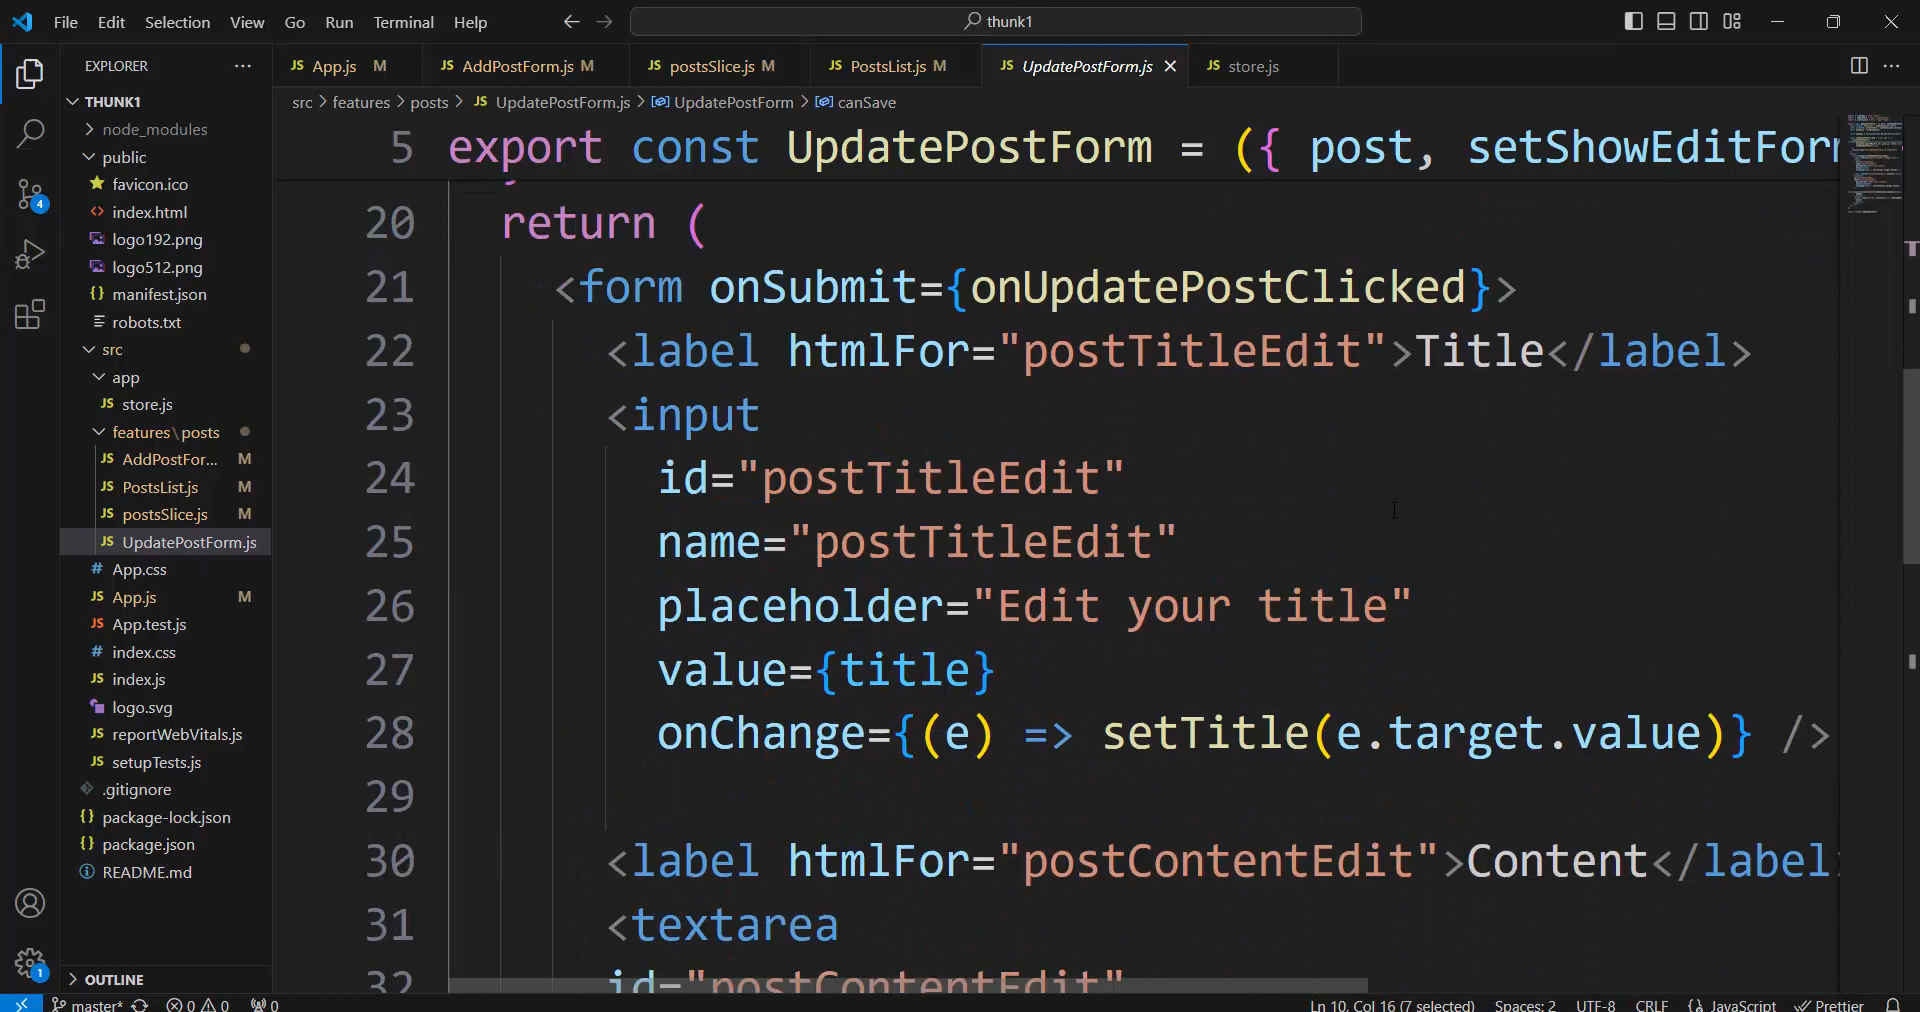 File Edit Selection View Go Run Terminal Help
thunk1
EXPLORER
THUNK1
node_modules
public
favicon.ico
index.html
logo192.png
logo512.png
manifest.json
robots.txt
src
app
store.js
features\posts
AddPostFor... M
PostsList.js M
postsSlice.js M
UpdatePostForm.js
App.css
App.js M
App.test.js
index.css
index.js
logo.svg
reportWebVitals.js
setupTests.js
.gitignore
package-lock.json
package.json
README.md
OUTLINE
4
1
JS App.js M JS AddPostForm.js M JS postsSlice.js M JS PostsList.js M JS UpdatePostForm.js JS store.js
src > features > posts > JS UpdatePostForm.js > UpdatePostForm > canSave
5 export const UpdatePostForm = ({ post, setShowEditForm
20 return (
21 <form onSubmit={onUpdatePostClicked}>
22 <label htmlFor="postTitleEdit">Title</label>
23 <input
24 id="postTitleEdit"
25 name="postTitleEdit"
26 placeholder="Edit your title"
27 value={title}
28 onChange={(e) => setTitle(e.target.value)} />
29
30 <label htmlFor="postContentEdit">Content</label>
31 <textarea
32 id="postContentEdit"
master* 0 0 0 Ln 10, Col 16 (7 selected) Spaces: 2 UTF-8 CRLF {} JavaScript Prettier